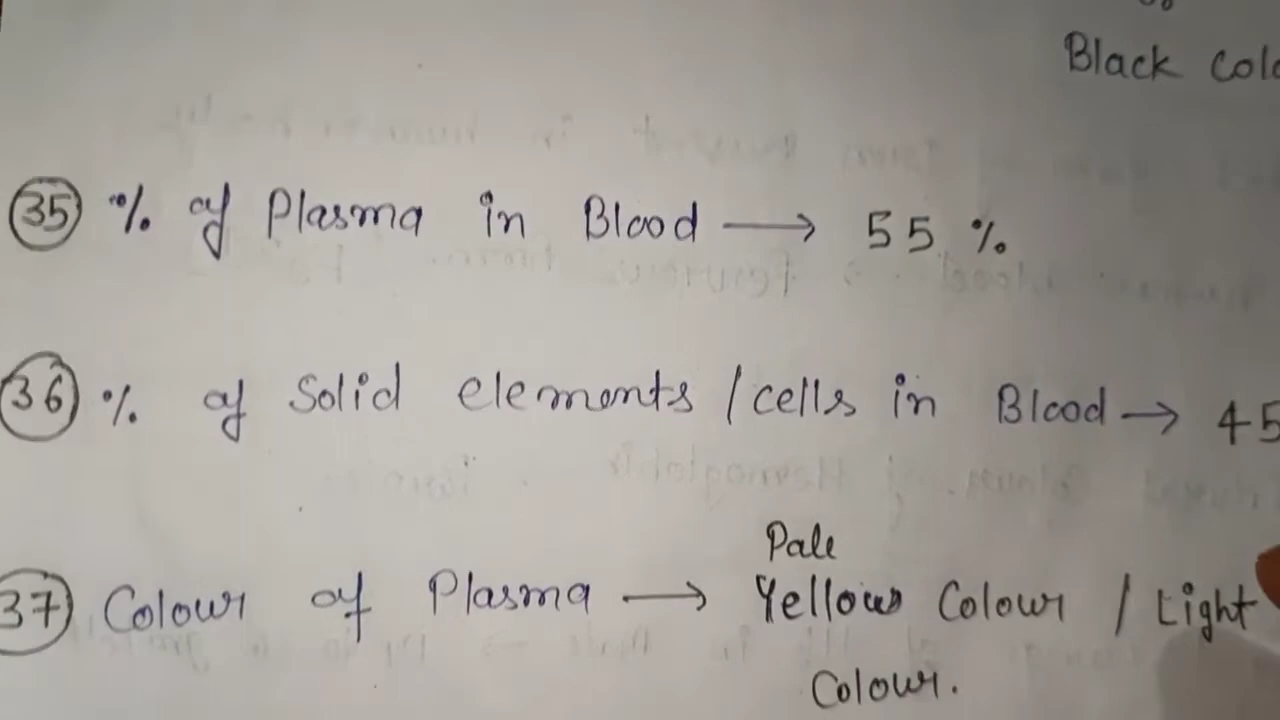 Black Colo
35 % of Plasma in Blood → 55 %
36 % of Solid elements / cells in Blood → 45
37 Colour of Plasma → Pale Yellow Colour / Light
Colour.